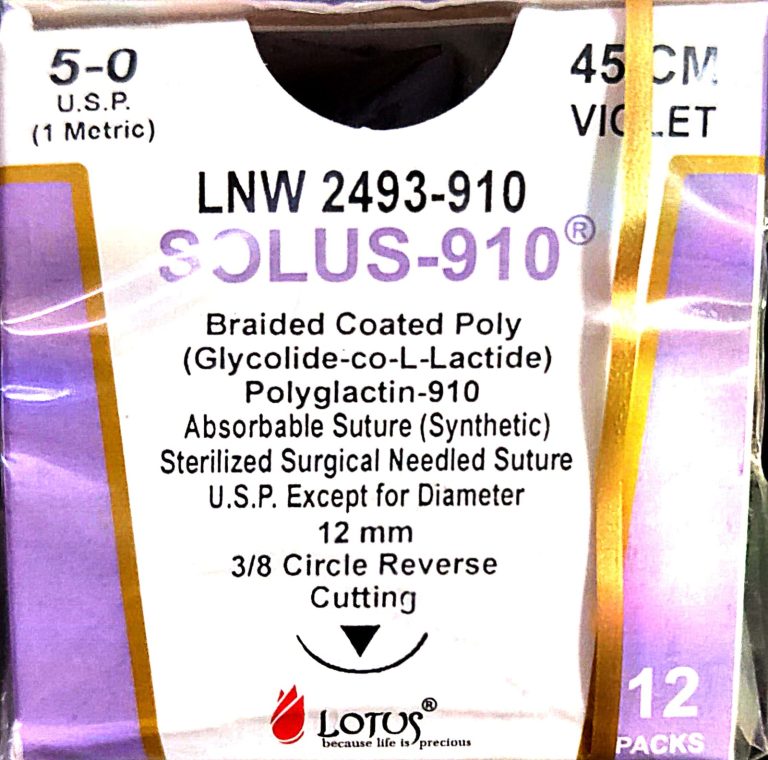 5-0
U.S.P.
(1 Metric)
45 CM
VIOLET
LNW 2493-910
SOLUS-910®
Braided Coated Poly
(Glycolide-co-L-Lactide)
Polyglactin-910
Absorbable Suture (Synthetic)
Sterilized Surgical Needled Suture
U.S.P. Except for Diameter
12 mm
3/8 Circle Reverse
Cutting
LOTUS®
because life is precious
12
PACKS